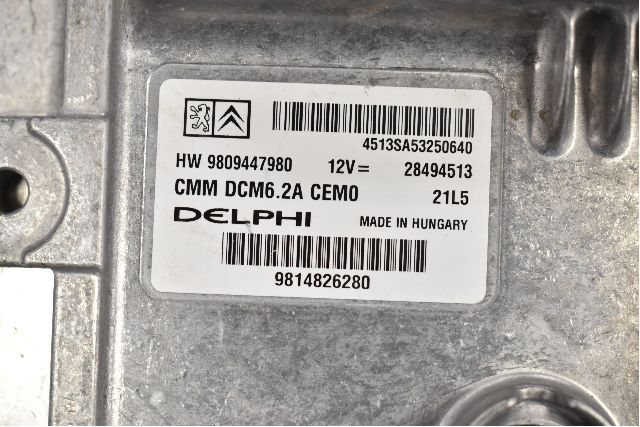 4513SA53250640
HW 9809447980 12V= 28494513
CMM DCM6.2A CEM0 21L5
DELPHI MADE IN HUNGARY
9814826280